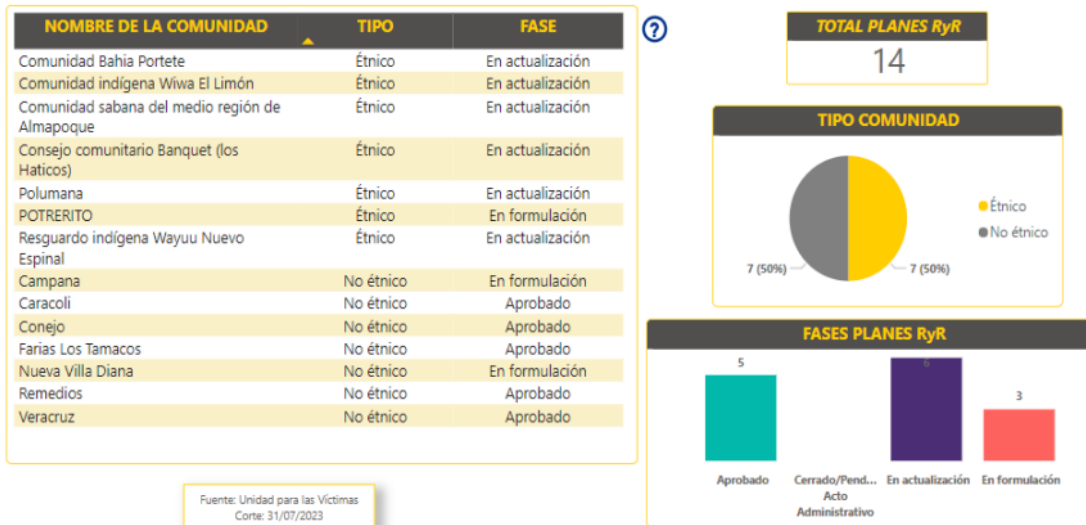 NOMBRE DE LA COMUNIDAD TIPO FASE
Comunidad Bahia Portete Étnico En actualización
Comunidad indígena Wiwa El Limón Étnico En actualización
Comunidad sabana del medio región de Étnico En actualización
Almapoque
Consejo comunitario Banquet (los Étnico En actualización
Haticos)
Polumana Étnico En actualización
POTRERITO Étnico En formulación
Resguardo indígena Wayuu Nuevo Étnico En actualización
Espinal
Campana No étnico En formulación
Caracoli No étnico Aprobado
Conejo No étnico Aprobado
Farias Los Tamacos No étnico Aprobado
Nueva Villa Diana No étnico En formulación
Remedios No étnico Aprobado
Veracruz No étnico Aprobado
Fuente: Unidad para las Víctimas
Corte: 31/07/2023
?
TOTAL PLANES RyR
14
TIPO COMUNIDAD
Étnico
No étnico
7 (50%) 7 (50%)
FASES PLANES RyR
5 6 3
Aprobado Cerrado/Pend... En actualización En formulación
Acto
Administrativo